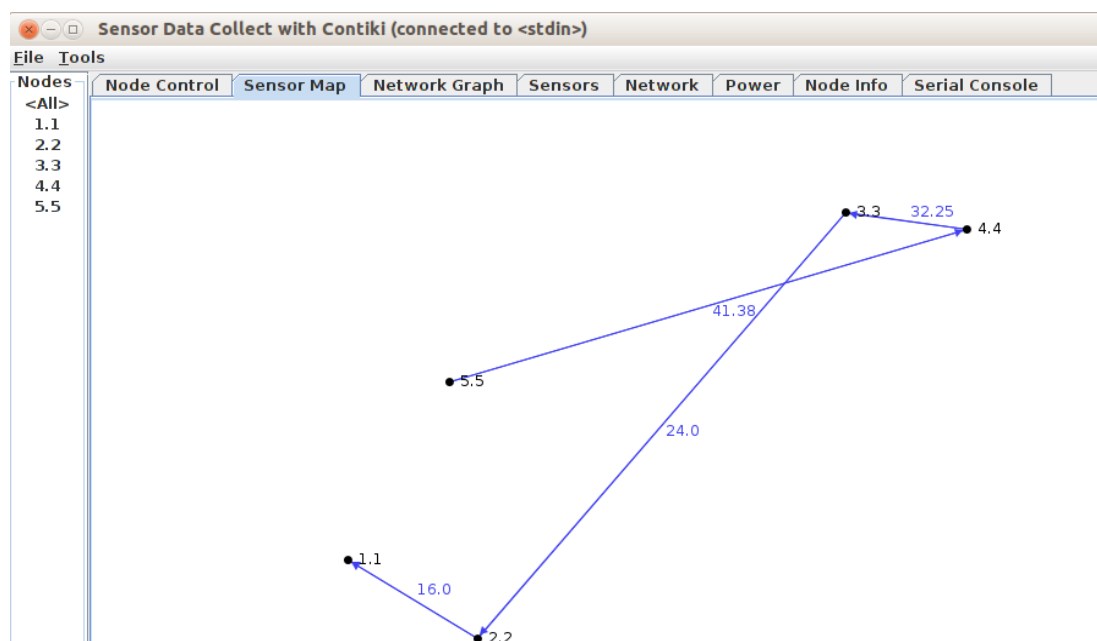 Sensor Data Collect with Contiki (connected to <stdin>)
File Tools
Nodes
<All>
1.1
2.2
3.3
4.4
5.5
Node Control Sensor Map Network Graph Sensors Network Power Node Info Serial Console
3.3
32.25
4.4
41.38
5.5
24.0
1.1
16.0
2.2